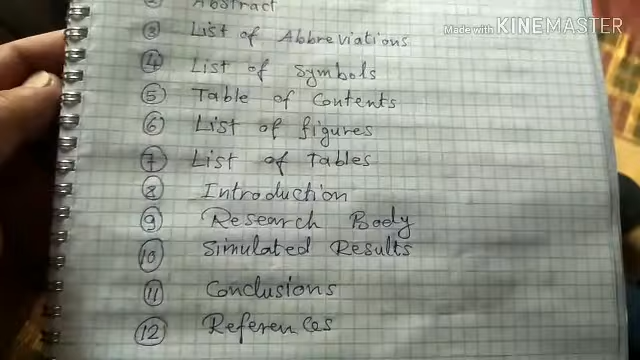 ② Abstract
Made with KINEMASTER
③ List of Abbreviations
④ List of Symbols
⑤ Table of Contents
⑥ List of figures
⑦ List of Tables
⑧ Introduction
⑨ Research Body
⑩ Simulated Results
⑪ Conclusions
⑫ References